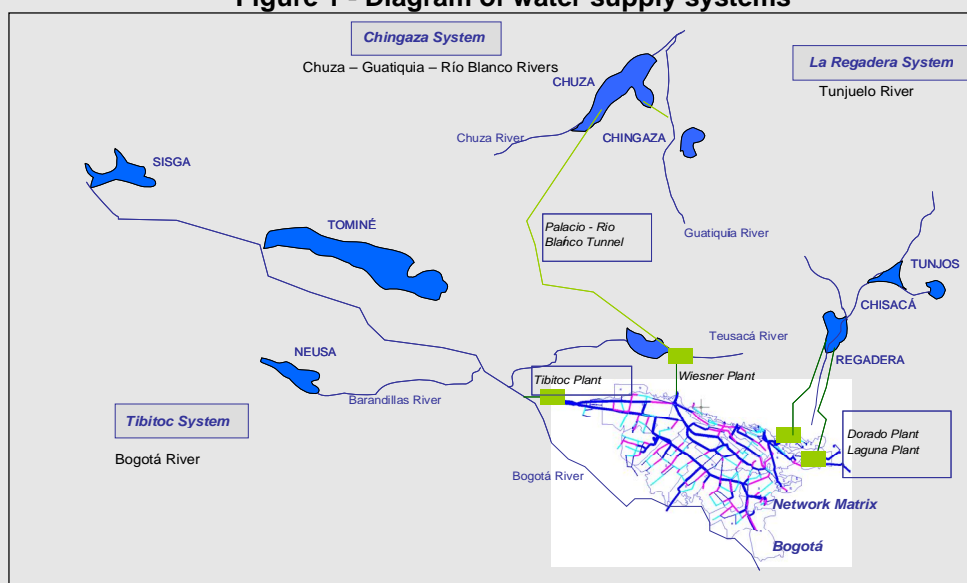 Figure 1 - Diagram of water supply systems
Chingaza System
Chuza – Guatiquia – Río Blanco Rivers
La Regadera System
Tunjuelo River
CHUZA
Chuza River
CHINGAZA
SISGA
TOMINÉ
Palacio - Rio
Blanco Tunnel
Guatiquía River
TUNJOS
CHISACÁ
REGADERA
Teusacá River
NEUSA
Tibitoc Plant
Wiesner Plant
Barandillas River
Tibitoc System
Bogotá River
Bogotá River
Dorado Plant
Laguna Plant
Network Matrix
Bogotá